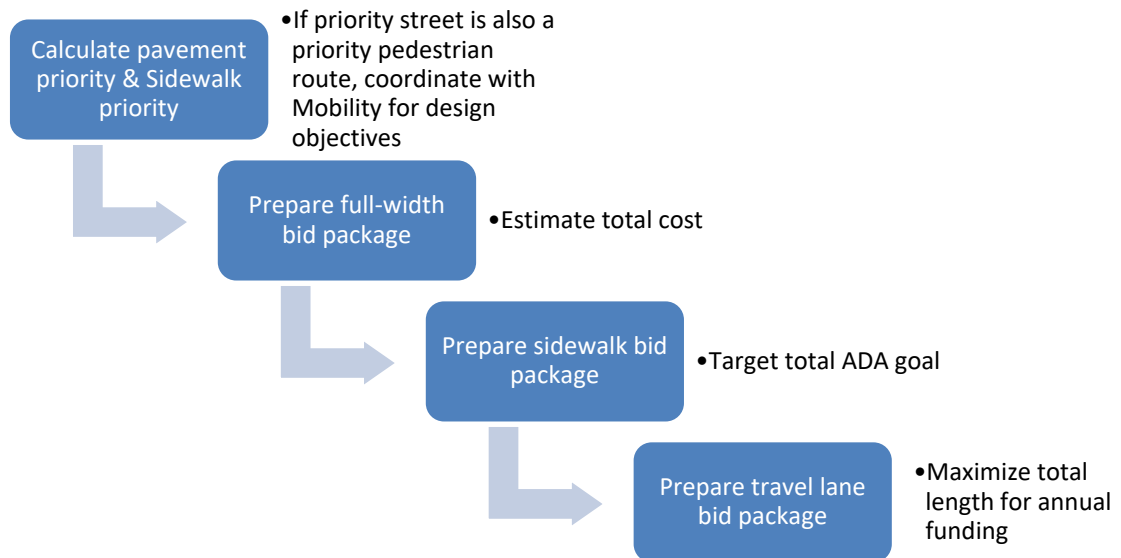 Calculate pavement
priority & Sidewalk
priority
•If priority street is also a
priority pedestrian
route, coordinate with
Mobility for design
objectives
Prepare full-width
bid package
•Estimate total cost
Prepare sidewalk bid
package
•Target total ADA goal
Prepare travel lane
bid package
•Maximize total
length for annual
funding